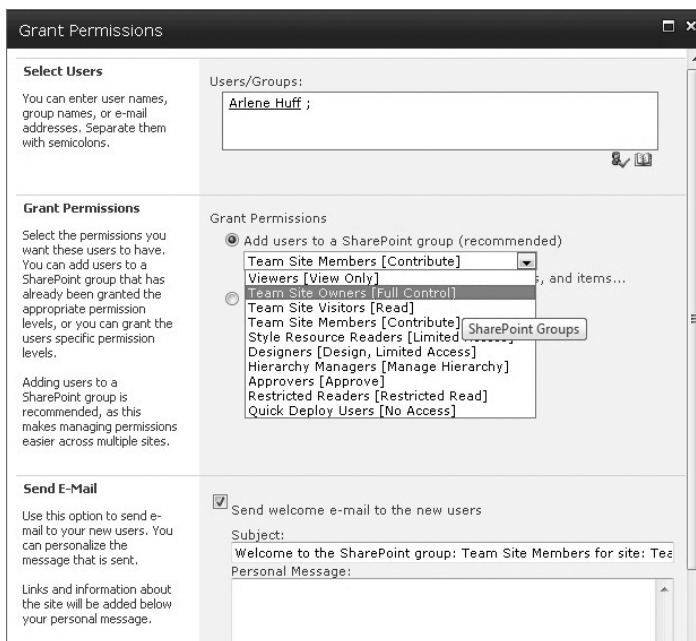 Grant Permissions
Select Users
You can enter user names,
group names, or e-mail
addresses. Separate them
with semicolons.
Users/Groups:
Arlene Huff ;
Grant Permissions
Select the permissions you
want these users to have.
You can add users to a
SharePoint group that has
already been granted the
appropriate permission
levels, or you can grant the
users specific permission
levels.
Adding users to a
SharePoint group is
recommended, as this
makes managing permissions
easier across multiple sites.
Grant Permissions
Add users to a SharePoint group (recommended)
Team Site Members [Contribute]
Viewers [View Only]
, and items...
Team Site Owners [Full Control]
Team Site Visitors [Read]
Team Site Members [Contribute]
SharePoint Groups
Style Resource Readers [Limited
Designers [Design, Limited Access]
Hierarchy Managers [Manage Hierarchy]
Approvers [Approve]
Restricted Readers [Restricted Read]
Quick Deploy Users [No Access]
Send E-Mail
Use this option to send e-
mail to your new users. You
can personalize the
message that is sent.
Links and information about
the site will be added below
your personal message.
Send welcome e-mail to the new users
Subject:
Welcome to the SharePoint group: Team Site Members for site: Tea
Personal Message: